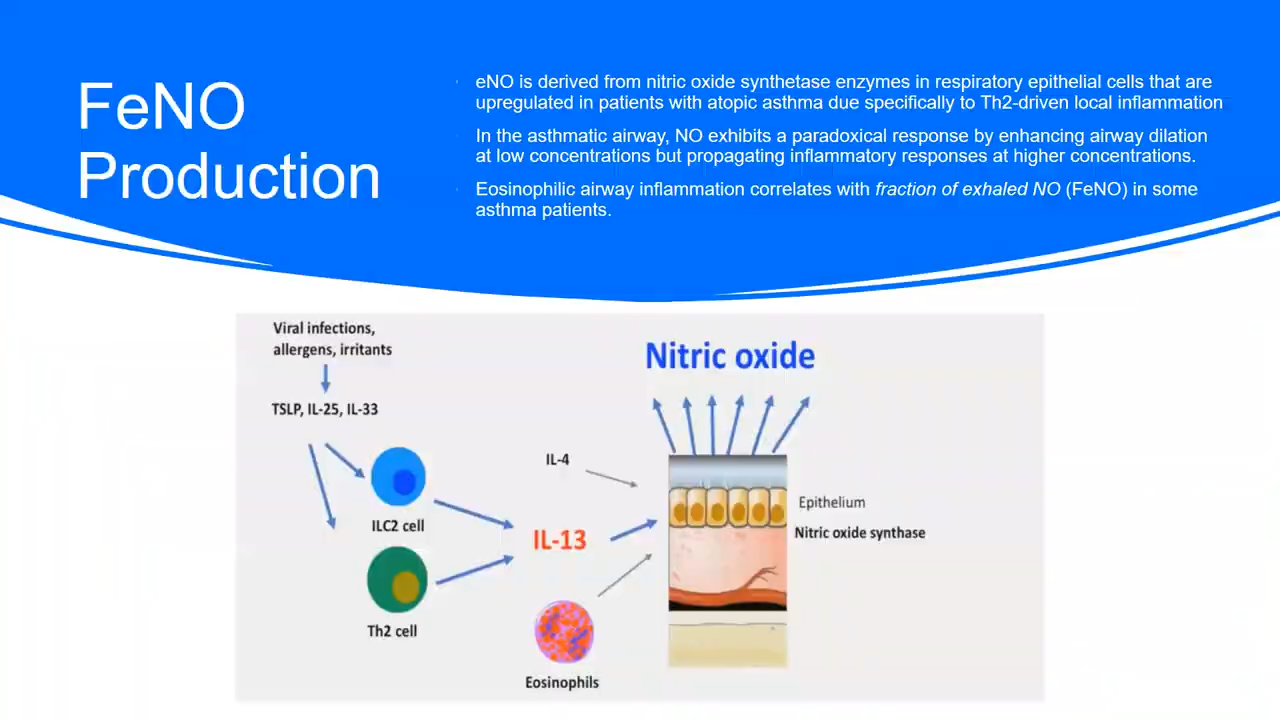 FeNO
Production
eNO is derived from nitric oxide synthetase enzymes in respiratory epithelial cells that are
upregulated in patients with atopic asthma due specifically to Th2-driven local inflammation
In the asthmatic airway, NO exhibits a paradoxical response by enhancing airway dilation
at low concentrations but propagating inflammatory responses at higher concentrations.
Eosinophilic airway inflammation correlates with fraction of exhaled NO (FeNO) in some
asthma patients.
Viral infections,
allergens, irritants
TSLP, IL-25, IL-33
ILC2 cell
Th2 cell
IL-4
IL-13
Eosinophils
Nitric oxide
Epithelium
Nitric oxide synthase